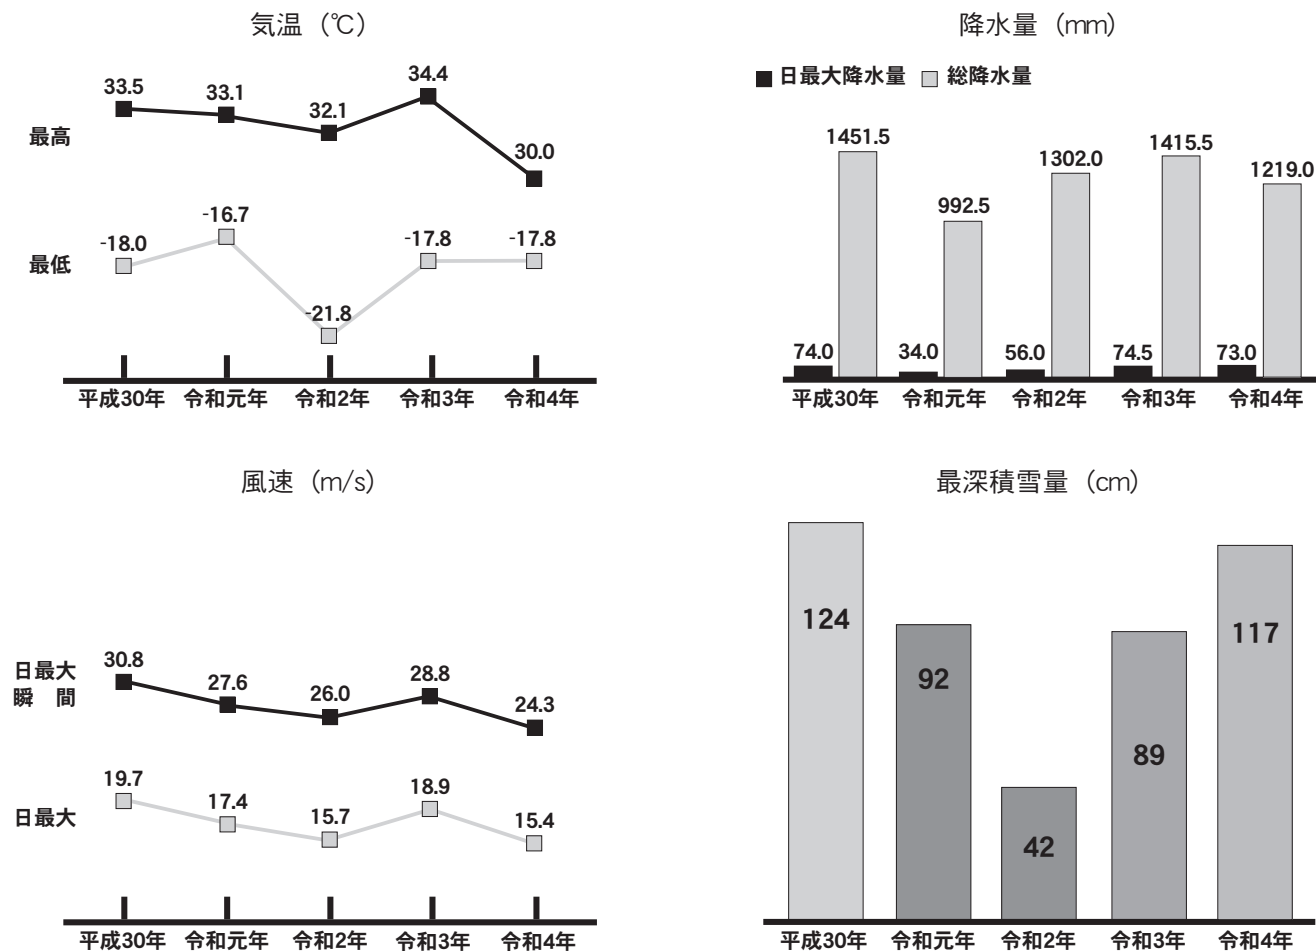 気温（℃）
33.5 33.1 32.1 34.4 30.0
最高
-18.0 -16.7 -21.8 -17.8 -17.8
最低
平成30年 令和元年 令和2年 令和3年 令和4年
降水量（mm）
日最大降水量 総降水量
1451.5 992.5 1302.0 1415.5 1219.0
74.0 34.0 56.0 74.5 73.0
平成30年 令和元年 令和2年 令和3年 令和4年
風速（m/s）
日最大
瞬　間
30.8 27.6 26.0 28.8 24.3
19.7 17.4 15.7 18.9 15.4
日最大
平成30年 令和元年 令和2年 令和3年 令和4年
最深積雪量（cm）
124 92 42 89 117
平成30年 令和元年 令和2年 令和3年 令和4年